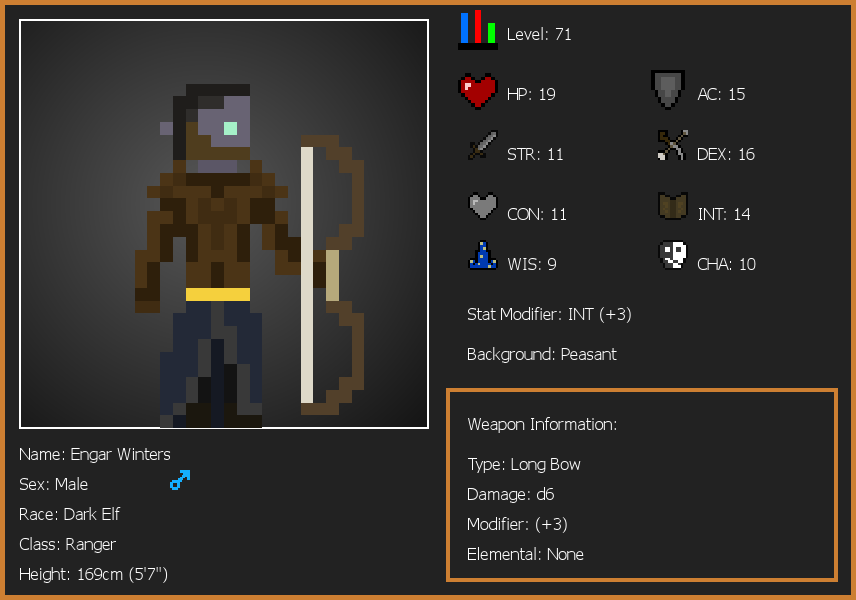 Level: 71
HP: 19
AC: 15
STR: 11
DEX: 16
CON: 11
INT: 14
WIS: 9
CHA: 10
Stat Modifier: INT (+3)
Background: Peasant
Weapon Information:
Type: Long Bow
Damage: d6
Modifier: (+3)
Elemental: None
Name: Engar Winters
Sex: Male
Race: Dark Elf
Class: Ranger
Height: 169cm (5'7")